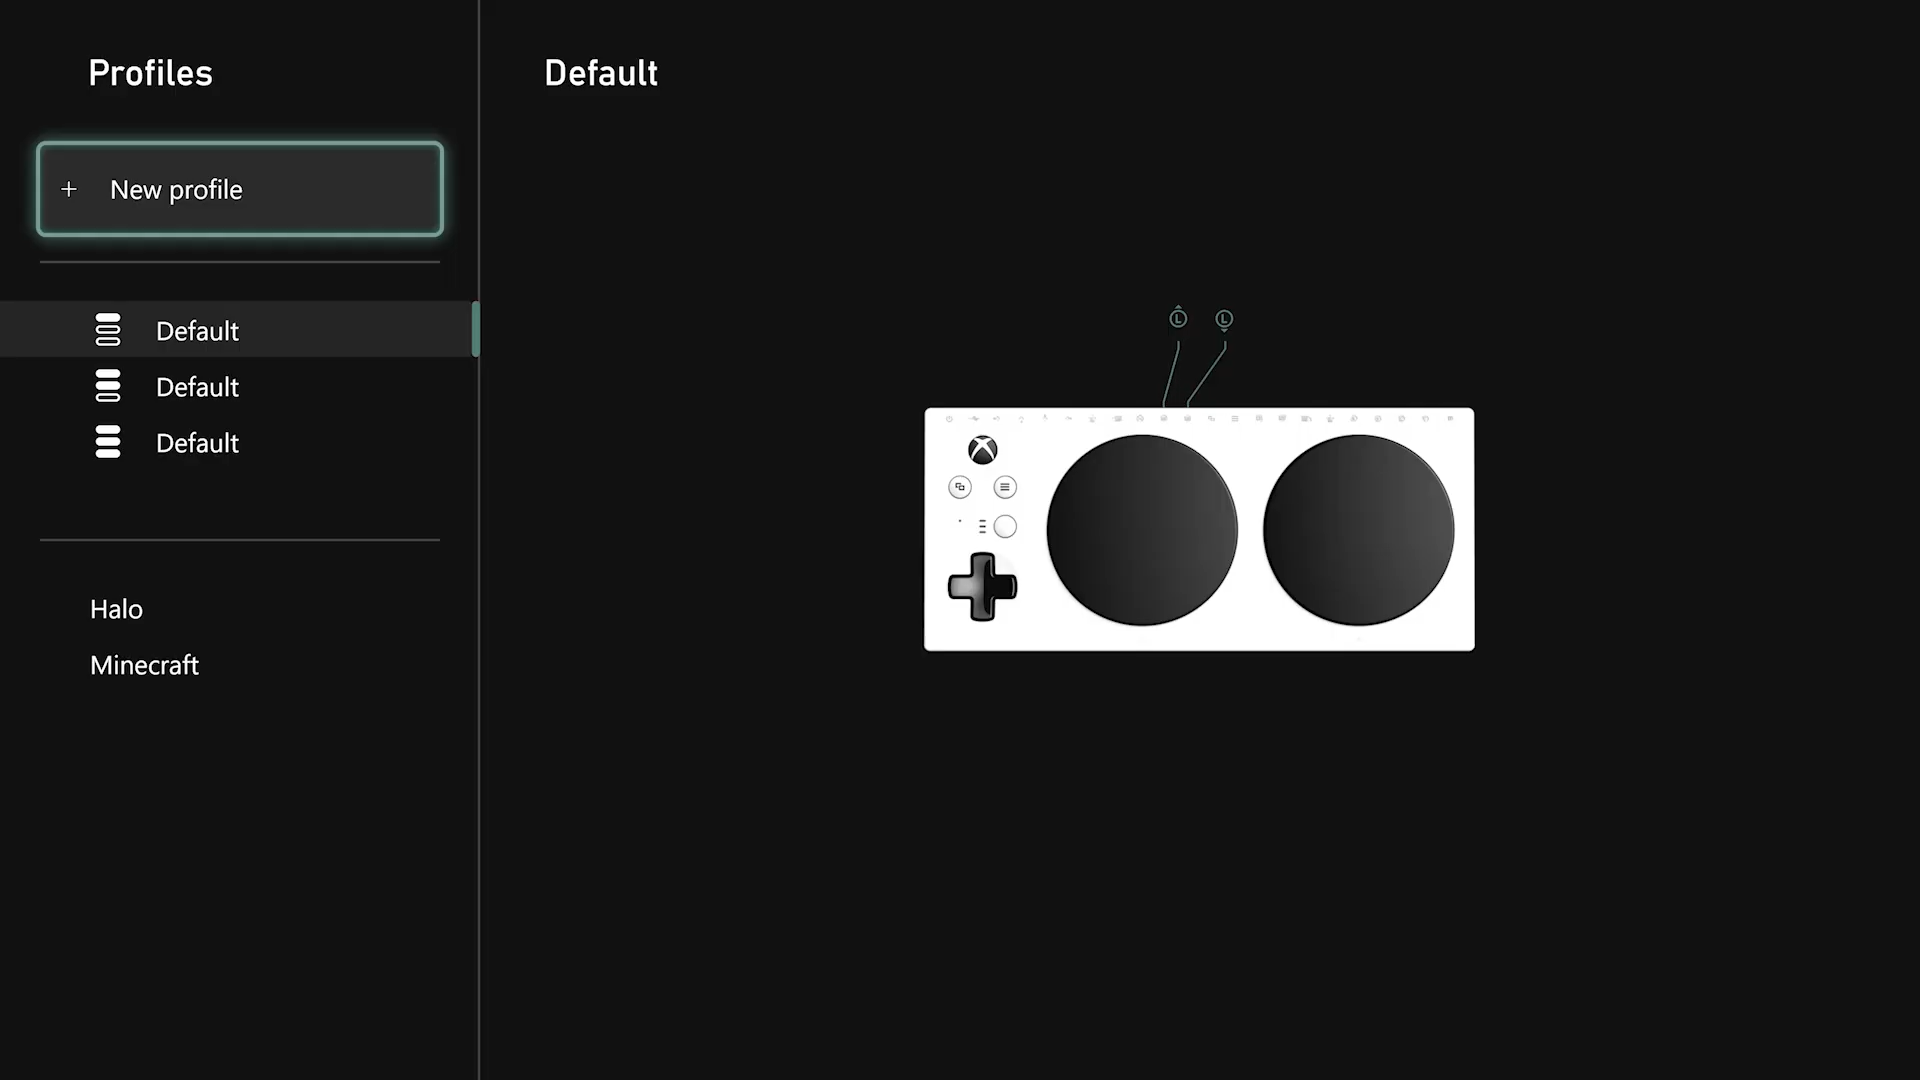 Profiles
Default
+ New profile
Default
Default
Default
Halo
Minecraft
L
L